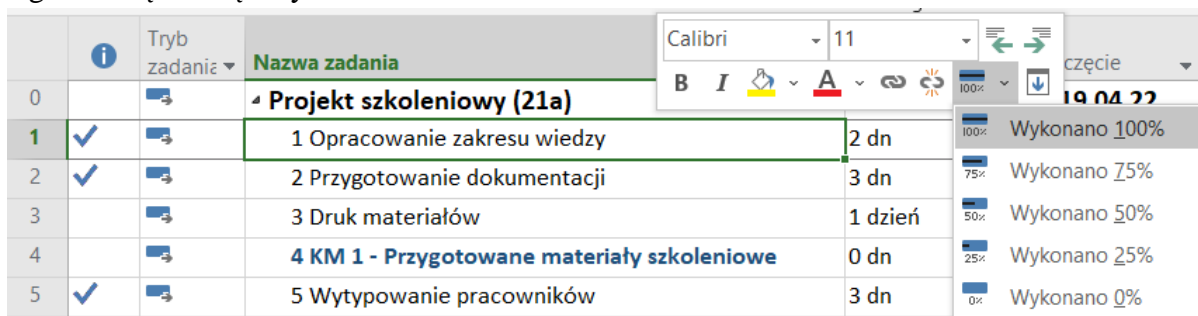 Calibri 11
Tryb
zadania Nazwa zadania częcie
B I A 100%
0 Projekt szkoleniowy (21a) 19.04.22
1 1 Opracowanie zakresu wiedzy 2 dn 100% Wykonano 100%
2 2 Przygotowanie dokumentacji 3 dn 75% Wykonano 75%
3 3 Druk materiałów 1 dzień 50% Wykonano 50%
4 4 KM 1 - Przygotowane materiały szkoleniowe 0 dn 25% Wykonano 25%
5 5 Wytypowanie pracowników 3 dn 0% Wykonano 0%